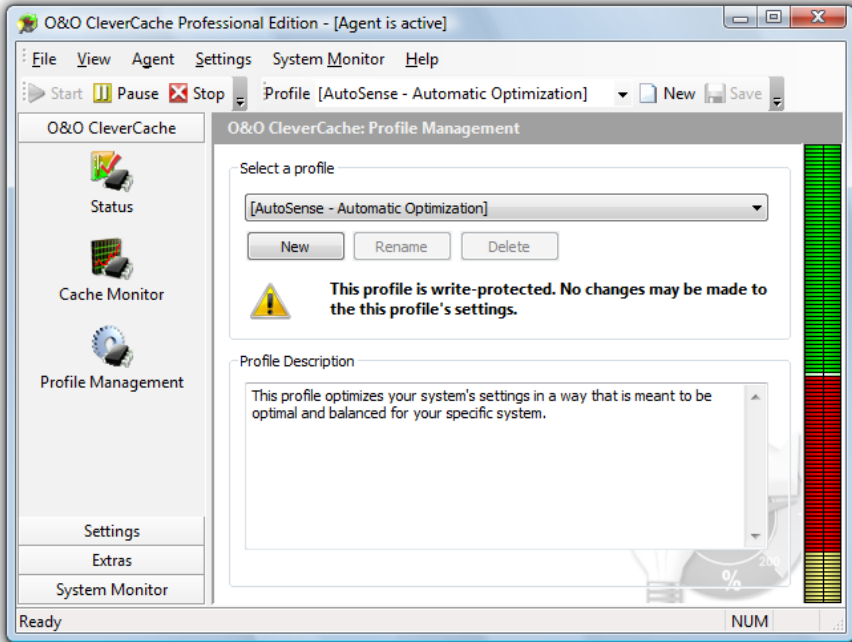 O&O CleverCache Professional Edition - [Agent is active]
File View Agent Settings System Monitor Help
Start Pause Stop Profile [AutoSense - Automatic Optimization] New Save
O&O CleverCache
O&O CleverCache: Profile Management
Status
Cache Monitor
Profile Management
Select a profile
[AutoSense - Automatic Optimization]
New Rename Delete
This profile is write-protected. No changes may be made to
the this profile's settings.
Profile Description
This profile optimizes your system's settings in a way that is meant to be
optimal and balanced for your specific system.
200
%
Settings
Extras
System Monitor
Ready NUM